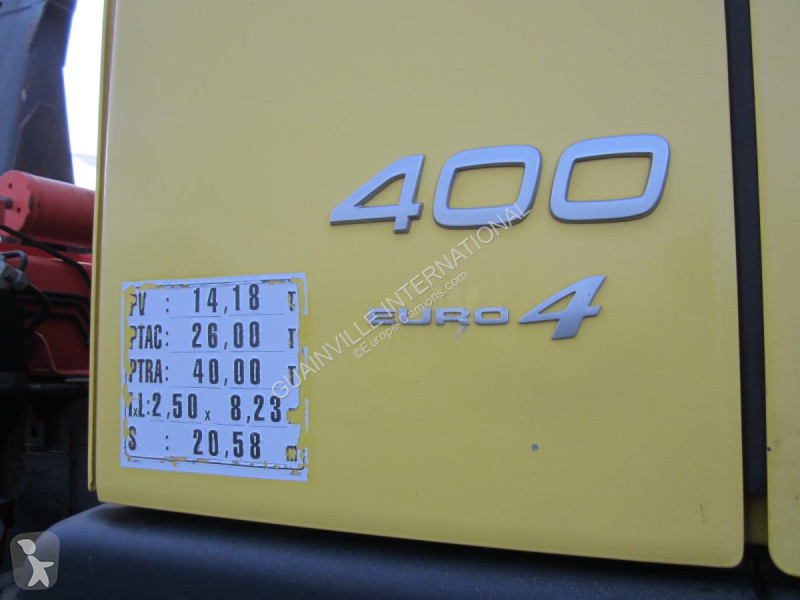 400
EURO 4
PV : 14,18 T
PTAC: 26,00 T
PTRA: 40,00 T
lxL: 2,50 x 8,23
S : 20,58 m
GUAINVILLE INTERNATIONAL
©Europe-camions.com